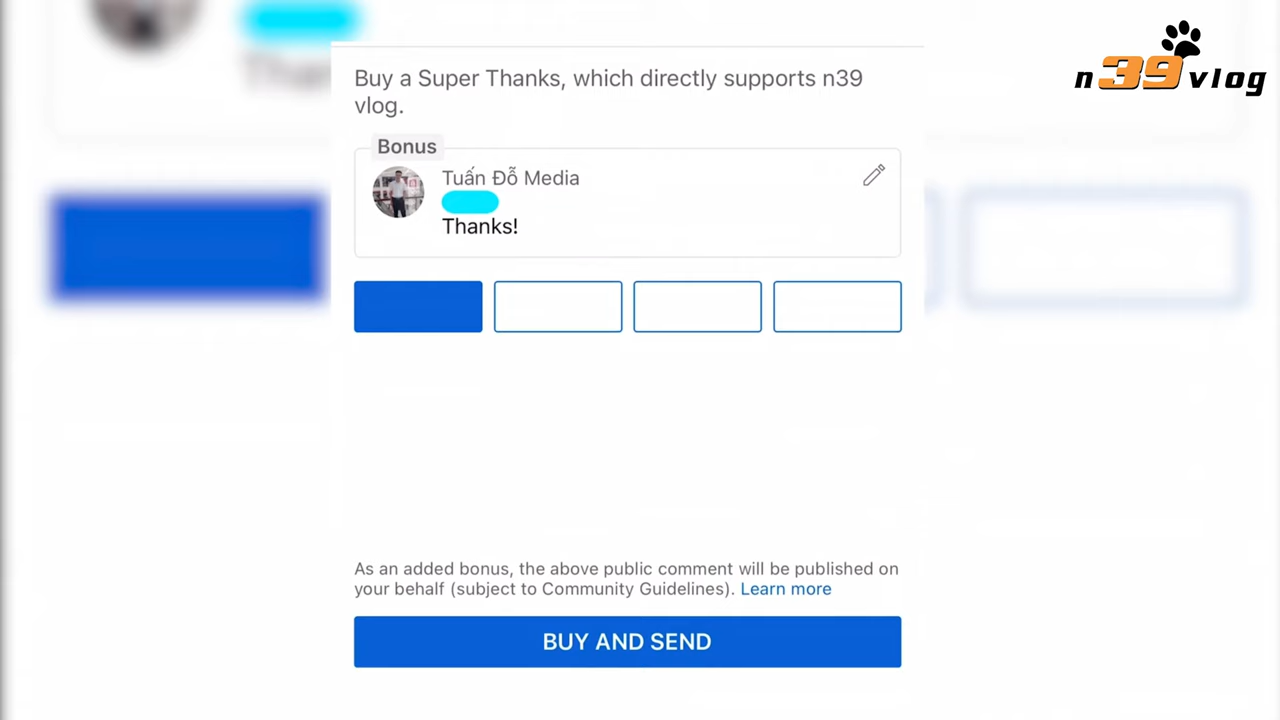 n39vlog
Buy a Super Thanks, which directly supports n39
vlog.
Bonus
Tuấn Đỗ Media
Thanks!
As an added bonus, the above public comment will be published on
your behalf (subject to Community Guidelines). Learn more
BUY AND SEND